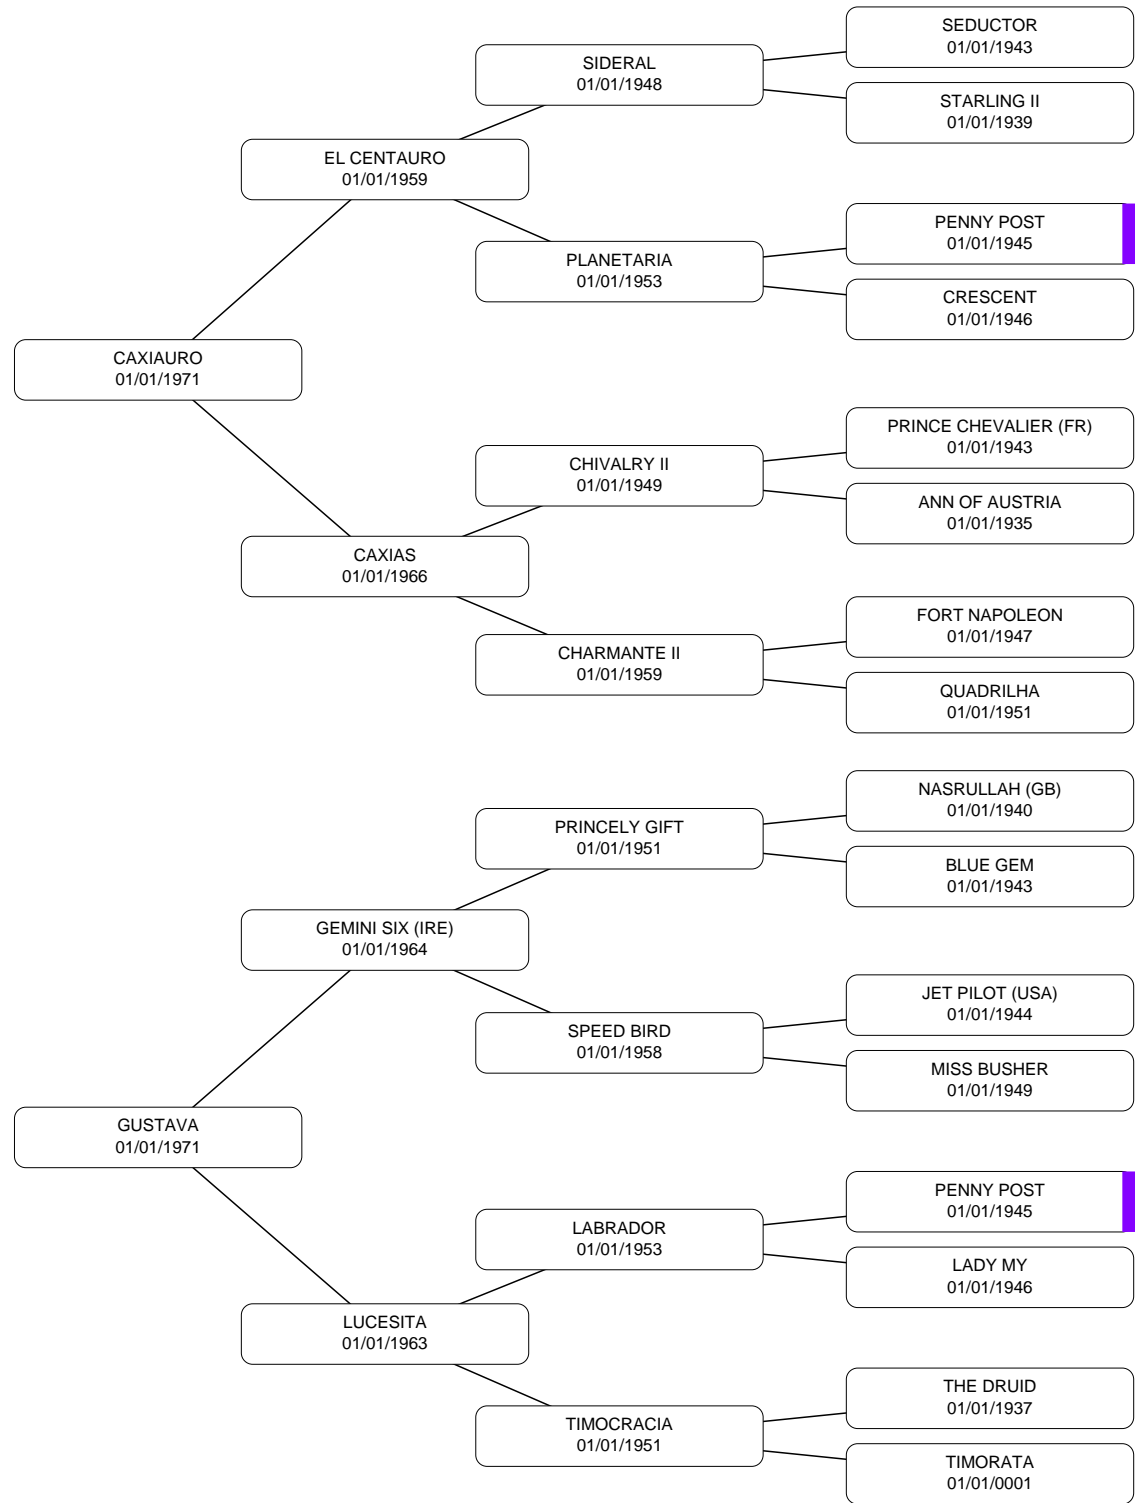 SEDUCTOR
01/01/1943
SIDERAL
01/01/1948
STARLING II
01/01/1939
EL CENTAURO
01/01/1959
PENNY POST
01/01/1945
PLANETARIA
01/01/1953
CRESCENT
01/01/1946
CAXIAURO
01/01/1971
PRINCE CHEVALIER (FR)
01/01/1943
CHIVALRY II
01/01/1949
ANN OF AUSTRIA
01/01/1935
CAXIAS
01/01/1966
FORT NAPOLEON
01/01/1947
CHARMANTE II
01/01/1959
QUADRILHA
01/01/1951
NASRULLAH (GB)
01/01/1940
PRINCELY GIFT
01/01/1951
BLUE GEM
01/01/1943
GEMINI SIX (IRE)
01/01/1964
JET PILOT (USA)
01/01/1944
SPEED BIRD
01/01/1958
MISS BUSHER
01/01/1949
GUSTAVA
01/01/1971
PENNY POST
01/01/1945
LABRADOR
01/01/1953
LADY MY
01/01/1946
LUCESITA
01/01/1963
THE DRUID
01/01/1937
TIMOCRACIA
01/01/1951
TIMORATA
01/01/0001